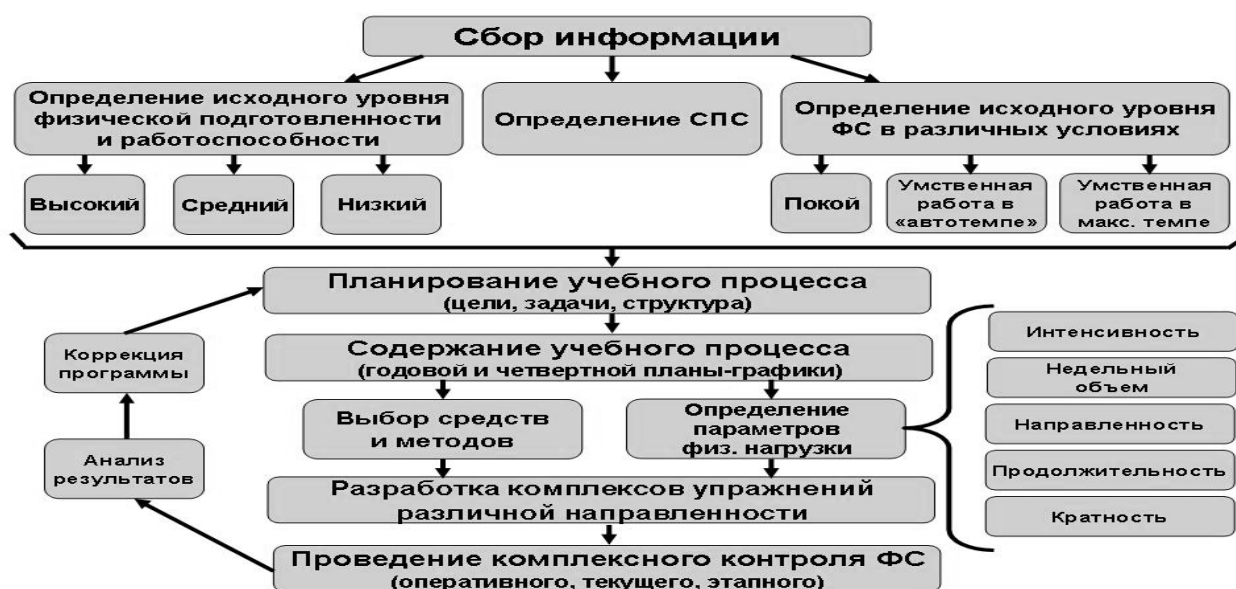 Сбор информации
Определение исходного уровня
физической подготовленности
и работоспособности
Определение СПС
Определение исходного уровня
ФС в различных условиях
Высокий
Средний
Низкий
Покой
Умственная
работа в
«автотемпе»
Умственная
работа в
макс. темпе
Планирование учебного процесса
(цели, задачи, структура)
Содержание учебного процесса
(годовой и четвертной планы-графики)
Выбор средств
и методов
Определение
параметров
физ. нагрузки
Интенсивность
Недельный
объем
Направленность
Продолжительность
Кратность
Разработка комплексов упражнений
различной направленности
Проведение комплексного контроля ФС
(оперативного, текущего, этапного)
Анализ
результатов
Коррекция
программы